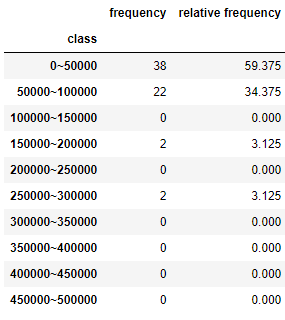 frequency relative frequency
class
0~50000 38 59.375
50000~100000 22 34.375
100000~150000 0 0.000
150000~200000 2 3.125
200000~250000 0 0.000
250000~300000 2 3.125
300000~350000 0 0.000
350000~400000 0 0.000
400000~450000 0 0.000
450000~500000 0 0.000